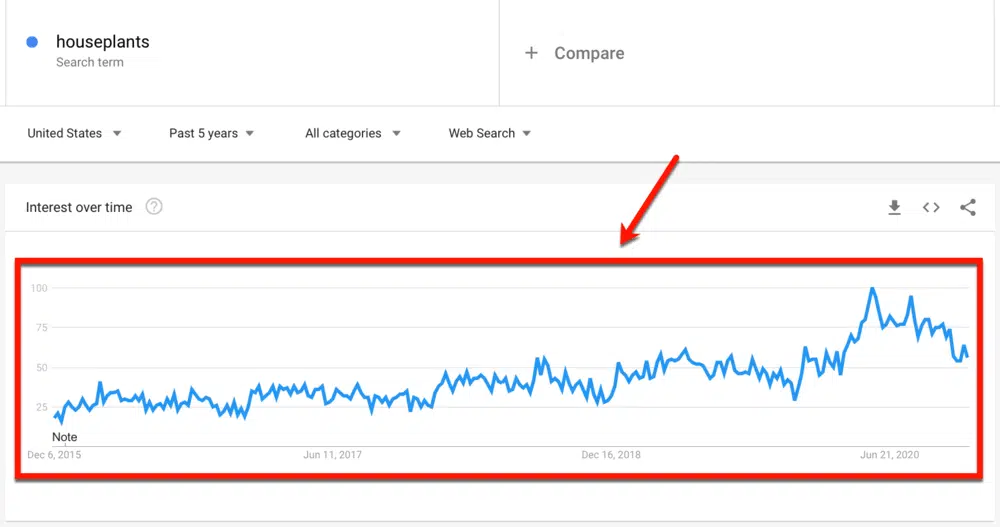 houseplants
Search term
+ Compare
United States
Past 5 years
All categories
Web Search
Interest over time ?
100
75
50
25
Note
Dec 6, 2015
Jun 11, 2017
Dec 16, 2018
Jun 21, 2020